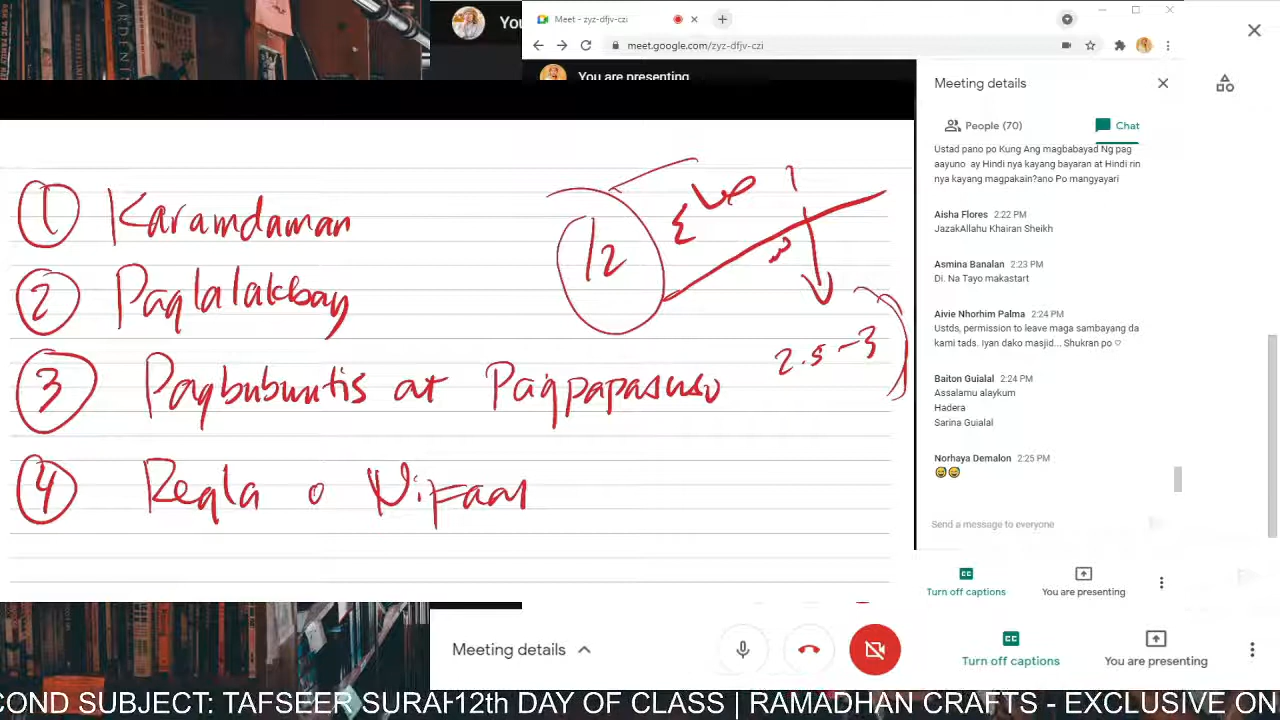 You
Meet - zyz-dfjv-czi
meet.google.com/zyz-dfjv-czi
You are presenting
① Karamdaman
② Paglalakbay
③ Pagbubuntis at Pagpapasuso
④ Regla o Nifaas
12
2.5 - 3
Meeting details
People (70)
Chat
Ustad pano po Kung Ang magbabayad Ng pag
aayuno ay Hindi nya kayang bayaran at Hindi rin
nya kayang magpakain?ano Po mangyayari
Aisha Flores 2:22 PM
JazakAllahu Khairan Sheikh
Asmina Banalan 2:23 PM
Di. Na Tayo makastart
Aivie Nhorhim Palma 2:24 PM
Ustds, permission to leave maga sambayang da
kami tads. Iyan dako masjid... Shukran po ♡
Baiton Guialal 2:24 PM
Assalamu alaykum
Hadera
Sarina Guialal
Norhaya Demalon 2:25 PM
😅😅
Send a message to everyone
Turn off captions
You are presenting
Meeting details
Turn off captions
You are presenting
COND SUBJECT: TAFSEER SURAH12th DAY OF CLASS | RAMADHAN CRAFTS - EXCLUSIVE ON